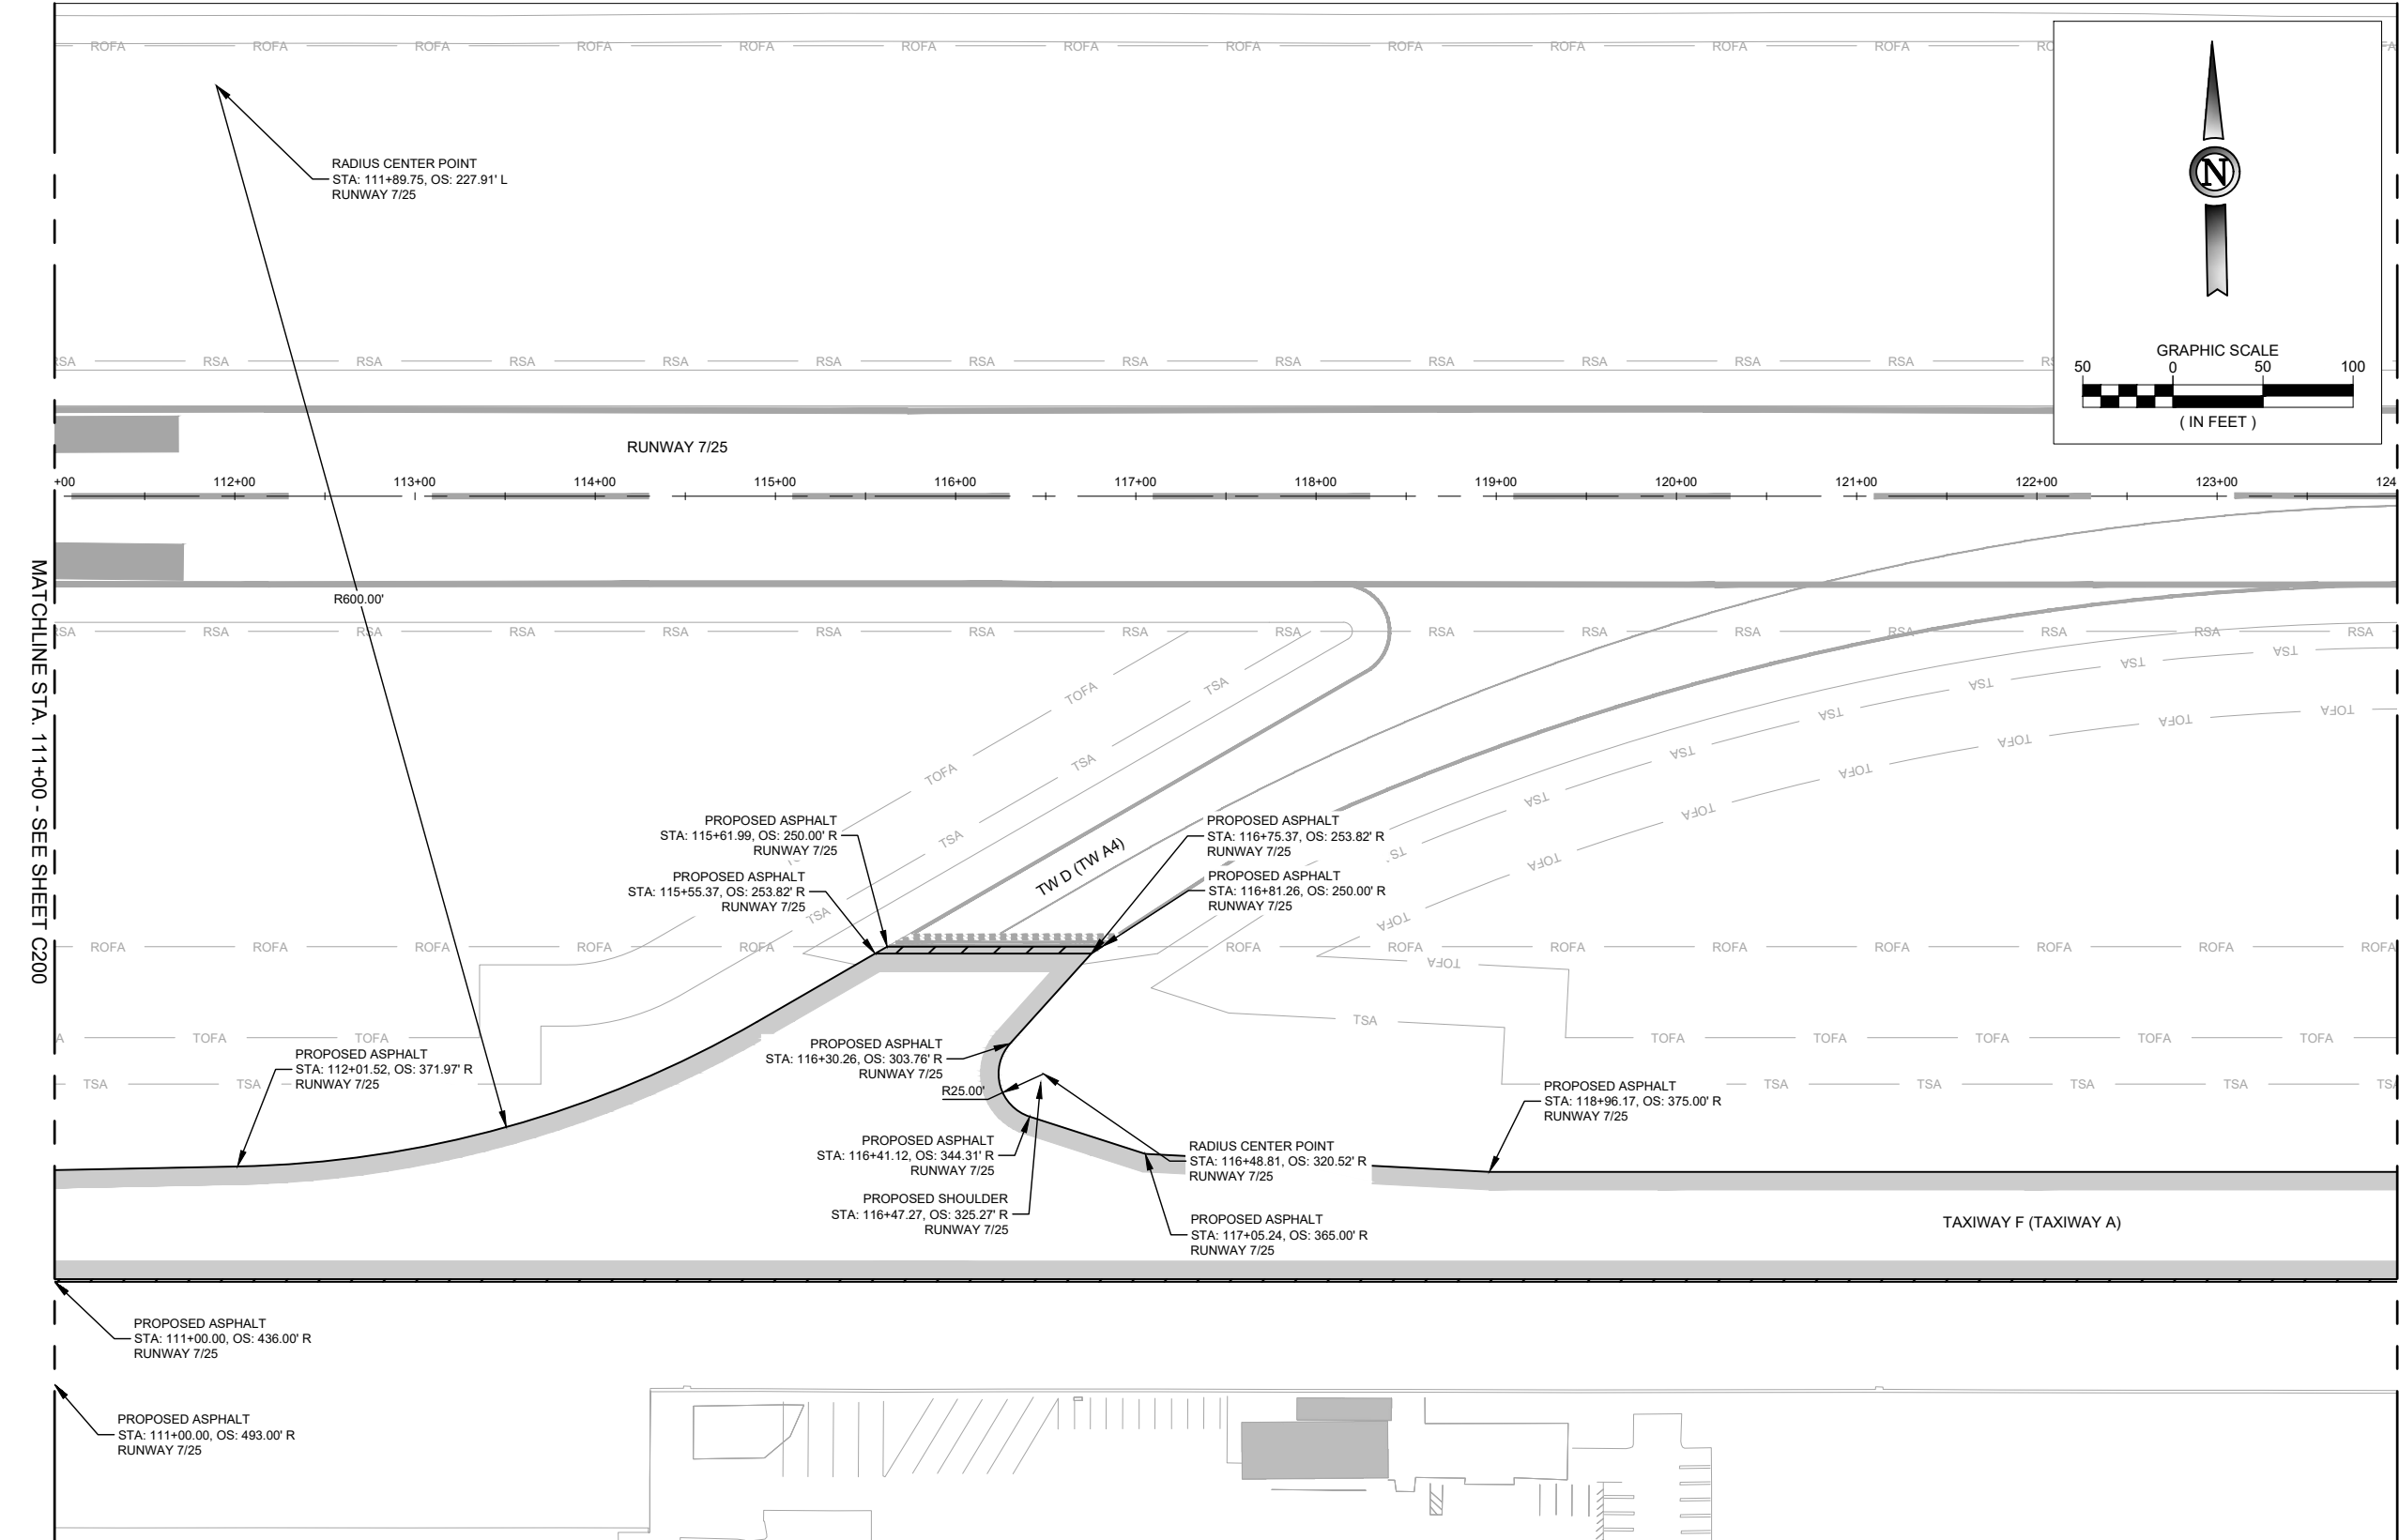 ROFA ROFA ROFA ROFA ROFA ROFA ROFA ROFA ROFA ROFA ROFA ROFA
N
GRAPHIC SCALE
50 0 50 100
( IN FEET )
RADIUS CENTER POINT
STA: 111+89.75, OS: 227.91' L
RUNWAY 7/25
RSA RSA RSA RSA RSA RSA RSA RSA RSA RSA RSA RSA RSA
RUNWAY 7/25
+00 112+00 113+00 114+00 115+00 116+00 117+00 118+00 119+00 120+00 121+00 122+00 123+00 124
MATCHLINE STA. 111+00 - SEE SHEET C200
R600.00'
RSA RSA RSA RSA RSA RSA RSA RSA RSA RSA RSA RSA RSA RSA RSA RSA
TOFA TSA
TOFA TSA
TSA
TSA
TSA TSA TSA TSA TSA TSA
TOFA TOFA TOFA TOFA TOFA TOFA TOFA TOFA
PROPOSED ASPHALT
STA: 115+61.99, OS: 250.00' R
RUNWAY 7/25
PROPOSED ASPHALT
STA: 115+55.37, OS: 253.82' R
RUNWAY 7/25
TW D (TW A4)
PROPOSED ASPHALT
STA: 116+75.37, OS: 253.82' R
RUNWAY 7/25
PROPOSED ASPHALT
STA: 116+81.26, OS: 250.00' R
RUNWAY 7/25
ROFA ROFA ROFA ROFA ROFA ROFA ROFA ROFA ROFA ROFA ROFA ROFA ROFA ROFA
TOFA
TSA
TOFA TOFA TOFA TOFA TOFA TOFA TOFA
TSA TSA TSA TSA TSA TSA
PROPOSED ASPHALT
STA: 112+01.52, OS: 371.97' R
RUNWAY 7/25
PROPOSED ASPHALT
STA: 116+30.26, OS: 303.76' R
RUNWAY 7/25
R25.00'
PROPOSED ASPHALT
STA: 118+96.17, OS: 375.00' R
RUNWAY 7/25
PROPOSED ASPHALT
STA: 116+41.12, OS: 344.31' R
RUNWAY 7/25
RADIUS CENTER POINT
STA: 116+48.81, OS: 320.52' R
RUNWAY 7/25
PROPOSED SHOULDER
STA: 116+47.27, OS: 325.27' R
RUNWAY 7/25
PROPOSED ASPHALT
STA: 117+05.24, OS: 365.00' R
RUNWAY 7/25
TAXIWAY F (TAXIWAY A)
PROPOSED ASPHALT
STA: 111+00.00, OS: 436.00' R
RUNWAY 7/25
PROPOSED ASPHALT
STA: 111+00.00, OS: 493.00' R
RUNWAY 7/25